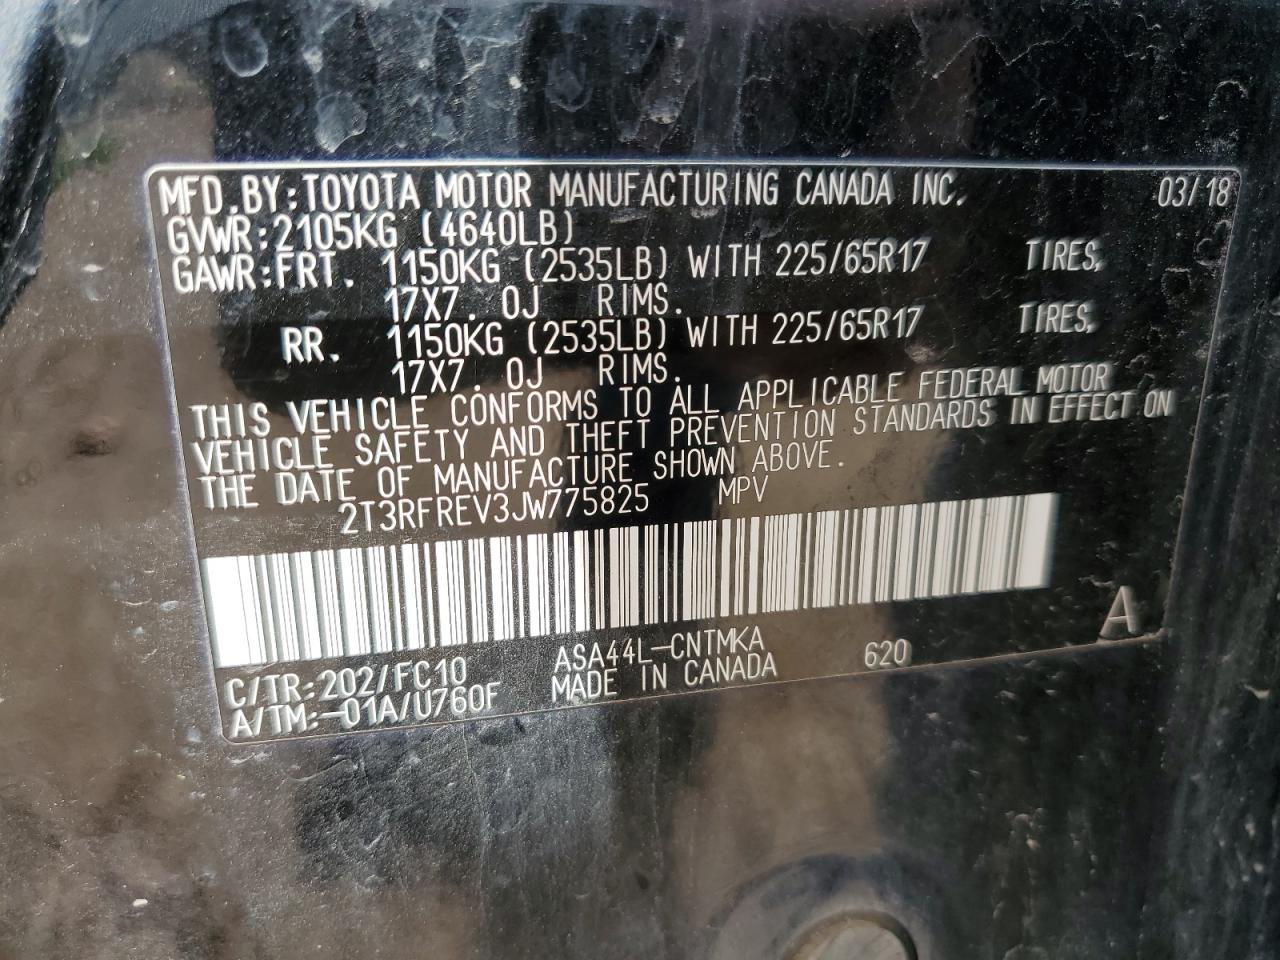 MFD.BY:TOYOTA MOTOR MANUFACTURING CANADA INC. 03/18
GVWR:2105KG (4640LB)
GAWR:FRT. 1150KG (2535LB) WITH 225/65R17 TIRES,
17X7.0J RIMS.
RR. 1150KG (2535LB) WITH 225/65R17 TIRES,
17X7.0J RIMS.
THIS VEHICLE CONFORMS TO ALL APPLICABLE FEDERAL MOTOR
VEHICLE SAFETY AND THEFT PREVENTION STANDARDS IN EFFECT ON
THE DATE OF MANUFACTURE SHOWN ABOVE.
2T3RFREV3JW775825 MPV
A
C/TR:202/FC10 ASA44L-CNTMKA 620
A/TM:-01A/U760F MADE IN CANADA